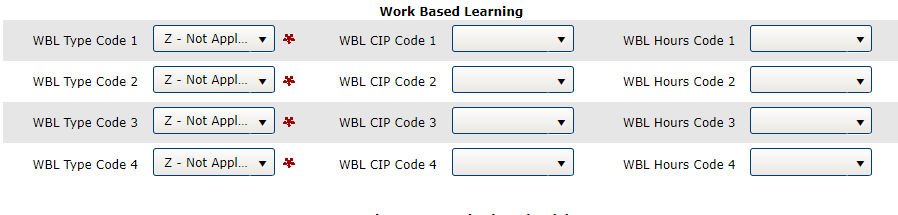 Work Based Learning
WBL Type Code 1 Z - Not Appl... WBL CIP Code 1 WBL Hours Code 1
WBL Type Code 2 Z - Not Appl... WBL CIP Code 2 WBL Hours Code 2
WBL Type Code 3 Z - Not Appl... WBL CIP Code 3 WBL Hours Code 3
WBL Type Code 4 Z - Not Appl... WBL CIP Code 4 WBL Hours Code 4